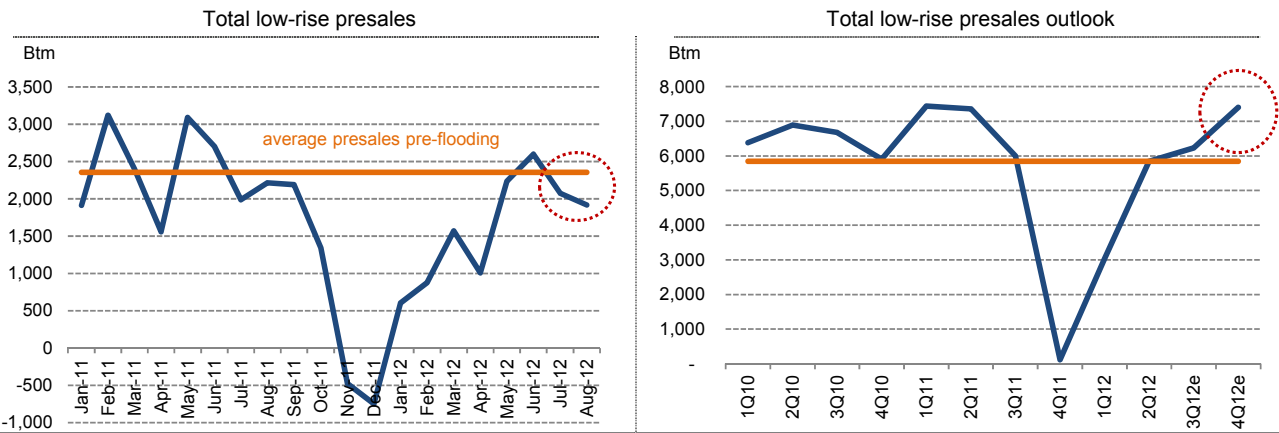 Total low-rise presales
Btm
3,500
3,000
2,500
2,000
1,500
1,000
500
0
-500
-1,000
average presales pre-flooding
Jan-11
Feb-11
Mar-11
Apr-11
May-11
Jun-11
Jul-11
Aug-11
Sep-11
Oct-11
Nov-11
Dec-11
Jan-12
Feb-12
Mar-12
Apr-12
May-12
Jun-12
Jul-12
Aug-12
Total low-rise presales outlook
Btm
8,000
7,000
6,000
5,000
4,000
3,000
2,000
1,000
-
1Q10
2Q10
3Q10
4Q10
1Q11
2Q11
3Q11
4Q11
1Q12
2Q12
3Q12e
4Q12e